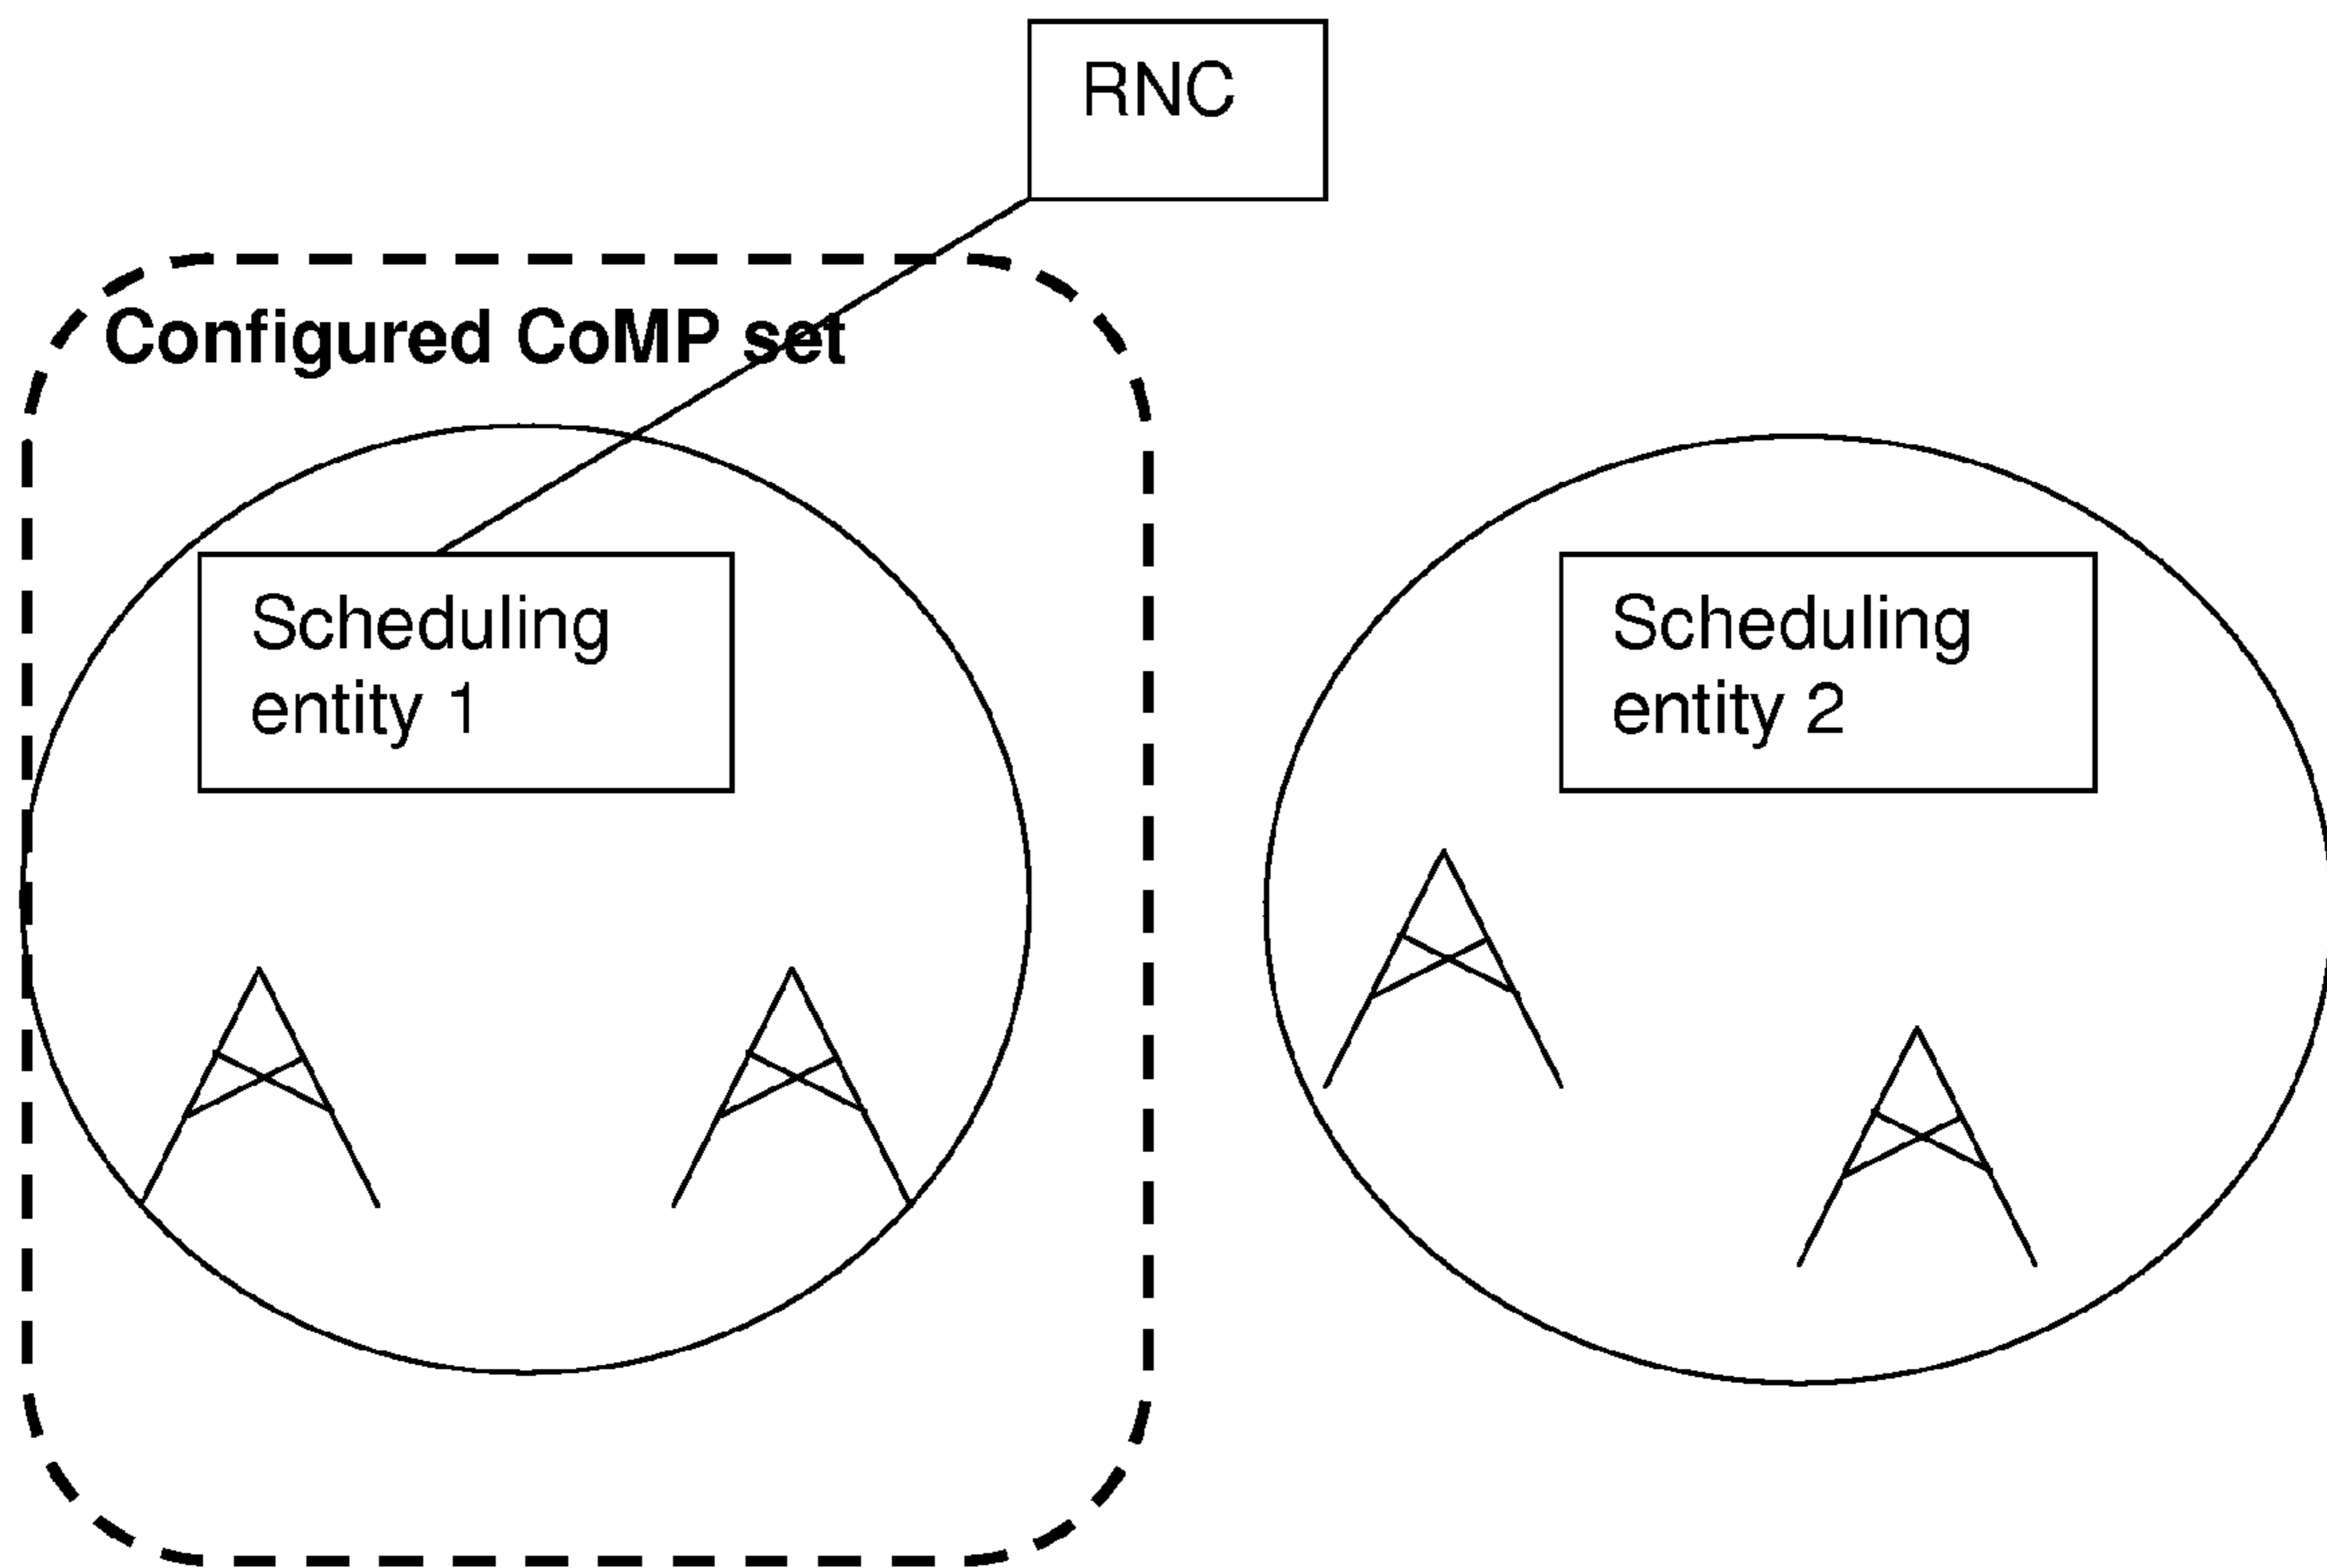 RNC
Configured CoMP set
Scheduling
entity 1
Scheduling
entity 2